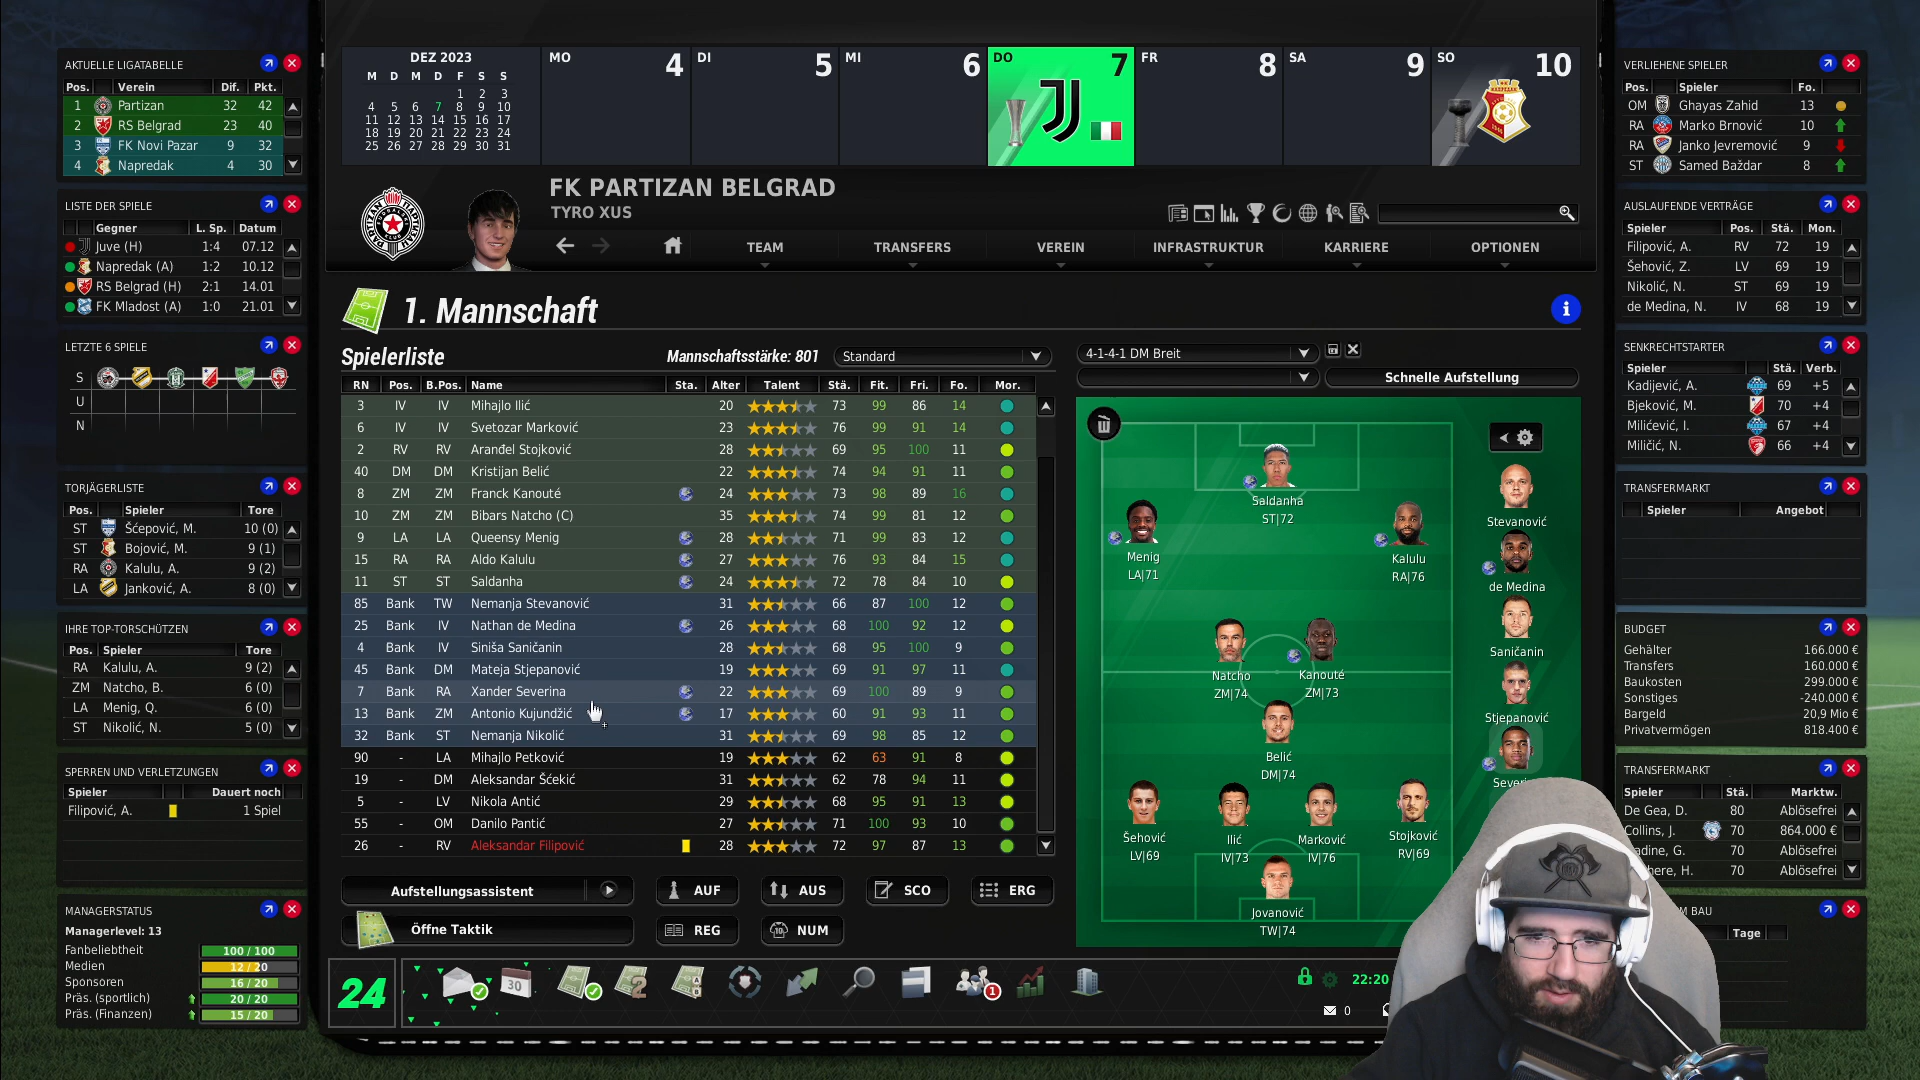 AKTUELLE LIGATABELLE
Pos. Verein Dif. Pkt.
1 Partizan 32 42
2 RS Belgrad 23 40
3 FK Novi Pazar 9 32
4 Napredak 4 30
LISTE DER SPIELE
Gegner L. Sp. Datum
Juve (H) 1:4 07.12
Napredak (A) 1:2 10.12
RS Belgrad (H) 2:1 14.01
FK Mladost (A) 1:0 21.01
LETZTE 6 SPIELE
S
U
N
TORJÄGERLISTE
Pos. Spieler Tore
ST Šćepović, M. 10 (0)
ST Bojović, M. 9 (1)
RA Kalulu, A. 9 (2)
LA Janković, A. 8 (0)
IHRE TOP-TORSCHÜTZEN
Pos. Spieler Tore
RA Kalulu, A. 9 (2)
ZM Natcho, B. 6 (0)
LA Menig, Q. 6 (0)
ST Nikolić, N. 5 (0)
SPERREN UND VERLETZUNGEN
Spieler Dauert noch
Filipović, A. 1 Spiel
MANAGERSTATUS
Managerlevel: 13
Fanbeliebtheit 100 / 100
Medien 12 / 20
Sponsoren 16 / 20
Präs. (sportlich) 20 / 20
Präs. (Finanzen) 15 / 20
DEZ 2023
M D M D F S S
1 2 3
4 5 6 7 8 9 10
11 12 13 14 15 16 17
18 19 20 21 22 23 24
25 26 27 28 29 30 31
MO 4
DI 5
MI 6
DO 7
FR 8
SA 9
SO 10
FK PARTIZAN BELGRAD
TYRO XUS
TEAM TRANSFERS VEREIN INFRASTRUKTUR KARRIERE OPTIONEN
1. Mannschaft
Spielerliste Mannschaftsstärke: 801 Standard
RN Pos. B.Pos. Name Sta. Alter Talent Stä. Fit. Fri. Fo. Mor.
3 IV IV Mihajlo Ilić 20 73 99 86 14
6 IV IV Svetozar Marković 23 76 99 91 14
2 RV RV Aranđel Stojković 28 69 95 100 11
40 DM DM Kristijan Belić 22 74 94 91 11
8 ZM ZM Franck Kanouté 24 73 98 89 16
10 ZM ZM Bibars Natcho (C) 35 74 99 81 12
9 LA LA Queensy Menig 28 71 99 83 12
15 RA RA Aldo Kalulu 27 76 93 84 15
11 ST ST Saldanha 24 72 78 84 10
85 Bank TW Nemanja Stevanović 31 66 87 100 12
25 Bank IV Nathan de Medina 26 68 100 92 12
4 Bank IV Siniša Saničanin 28 68 95 100 9
45 Bank DM Mateja Stjepanović 19 69 91 97 11
7 Bank RA Xander Severina 22 69 100 89 9
13 Bank ZM Antonio Kujundžić 17 60 91 93 11
32 Bank ST Nemanja Nikolić 31 69 98 85 12
90 - LA Mihajlo Petković 19 62 63 91 8
19 - DM Aleksandar Šćekić 31 62 78 94 11
5 - LV Nikola Antić 29 68 95 91 13
55 - OM Danilo Pantić 27 71 100 93 10
26 - RV Aleksandar Filipović 28 72 97 87 13
Aufstellungsassistent AUF AUS SCO ERG
Öffne Taktik REG NUM
4-1-4-1 DM Breit
Schnelle Aufstellung
Saldanha
ST|72
Menig
LA|71
Kalulu
RA|76
Natcho
ZM|74
Kanouté
ZM|73
Belić
DM|74
Šehović
LV|69
Ilić
IV|73
Marković
IV|76
Stojković
RV|69
Jovanović
TW|74
Stevanović
de Medina
Saničanin
Stjepanović
24
30
2
1
22:20
0
VERLIEHENE SPIELER
Pos. Spieler Fo.
OM Ghayas Zahid 13
RA Marko Brnović 10
RA Janko Jevremović 9
ST Samed Baždar 8
AUSLAUFENDE VERTRÄGE
Spieler Pos. Stä. Mon.
Filipović, A. RV 72 19
Šehović, Z. LV 69 19
Nikolić, N. ST 69 19
de Medina, N. IV 68 19
SENKRECHTSTARTER
Spieler Stä. Verb.
Kadijević, A. 69 +5
Bjeković, M. 70 +4
Milićević, I. 67 +4
Miličić, N. 66 +4
TRANSFERMARKT
Spieler Angebot
BUDGET
Gehälter 166.000 €
Transfers 160.000 €
Baukosten 299.000 €
Sonstiges -240.000 €
Bargeld 20,9 Mio €
Privatvermögen 818.400 €
TRANSFERMARKT
Spieler Stä. Marktw.
De Gea, D. 80 Ablösefrei
Collins, J. 70 864.000 €
70 Ablösefrei
70 Ablösefrei
BAU
Tage